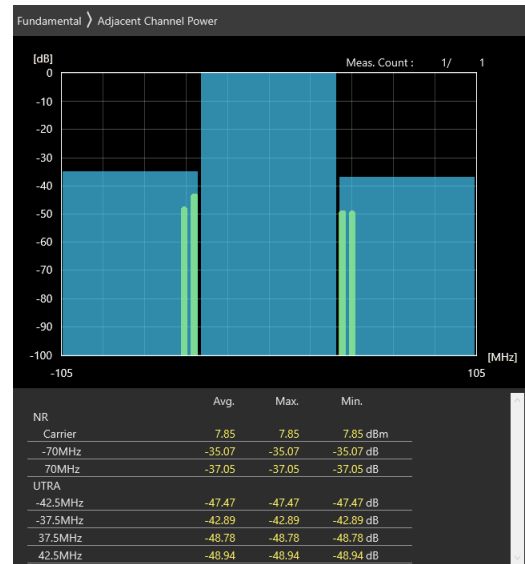 Fundamental 〉 Adjacent Channel Power
[dB]
Meas. Count : 1/ 1
0
-10
-20
-30
-40
-50
-60
-70
-80
-90
-100
[MHz]
-105 105
Avg. Max. Min.
NR
Carrier 7.85 7.85 7.85 dBm
-70MHz -35.07 -35.07 -35.07 dB
70MHz -37.05 -37.05 -37.05 dB
UTRA
-42.5MHz -47.47 -47.47 -47.47 dB
-37.5MHz -42.89 -42.89 -42.89 dB
37.5MHz -48.78 -48.78 -48.78 dB
42.5MHz -48.94 -48.94 -48.94 dB